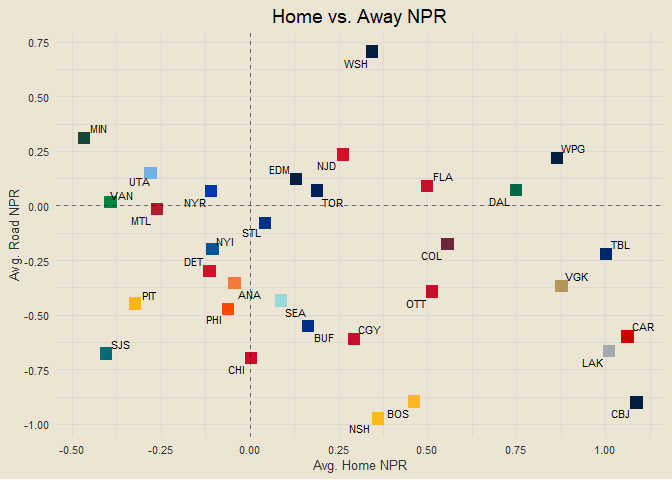 Home vs. Away NPR
0.75
WSH
0.50
MIN
0.25
WPG
NJD
EDM
FLA
UTA
VAN
NYR
TOR
DAL
0.00
MTL
STL
NYI
TBL
COL
DET
-0.25
VGK
ANA
PIT
OTT
SEA
PHI
-0.50
CGY
CAR
BUF
SJS
LAK
CHI
-0.75
BOS
CBJ
NSH
-1.00
Avg. Road NPR
-0.50 -0.25 0.00 0.25 0.50 0.75 1.00
Avg. Home NPR